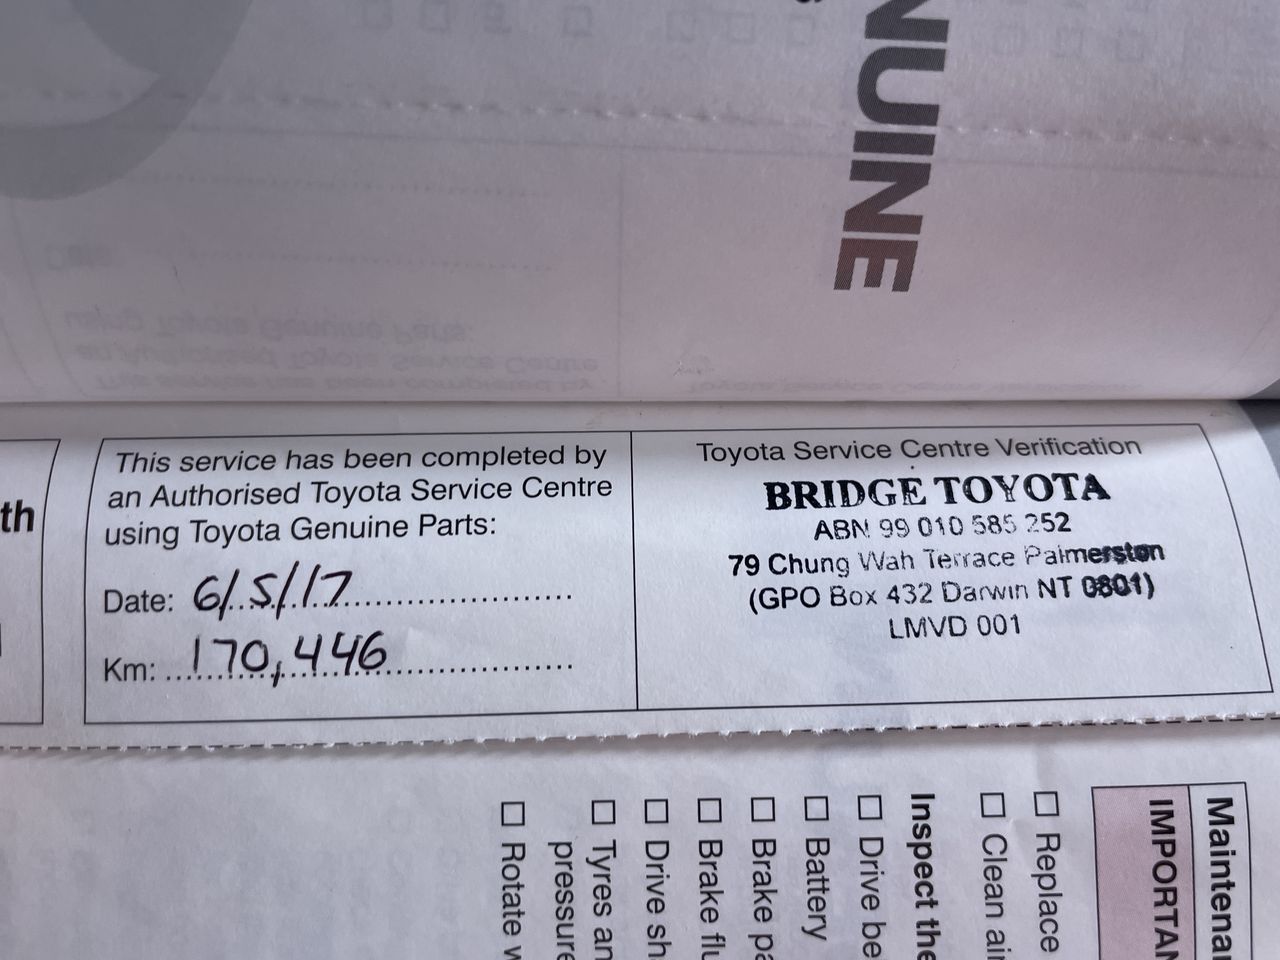 NUINE
th
This service has been completed by
an Authorised Toyota Service Centre
using Toyota Genuine Parts:
Date: 6/5/17
Km: 170,446
Toyota Service Centre Verification
BRIDGE TOYOTA
ABN 99 010 585 252
79 Chung Wah Terrace Palmerston
(GPO Box 432 Darwin NT 0801)
LMVD 001
Maintena
IMPORTAN
Replace
Clean air
Inspect the
Drive be
Battery
Brake pa
Brake flu
Drive sh
Tyres an
pressure
Rotate w